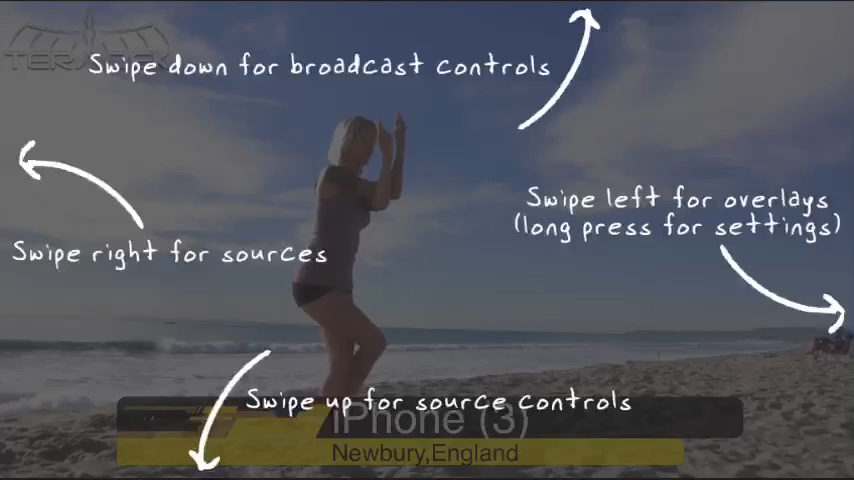 TERADEK
Swipe down for broadcast controls
Swipe left for overlays
(long press for settings)
Swipe right for sources
Swipe up for source controls
iPhone (3)
Newbury,England